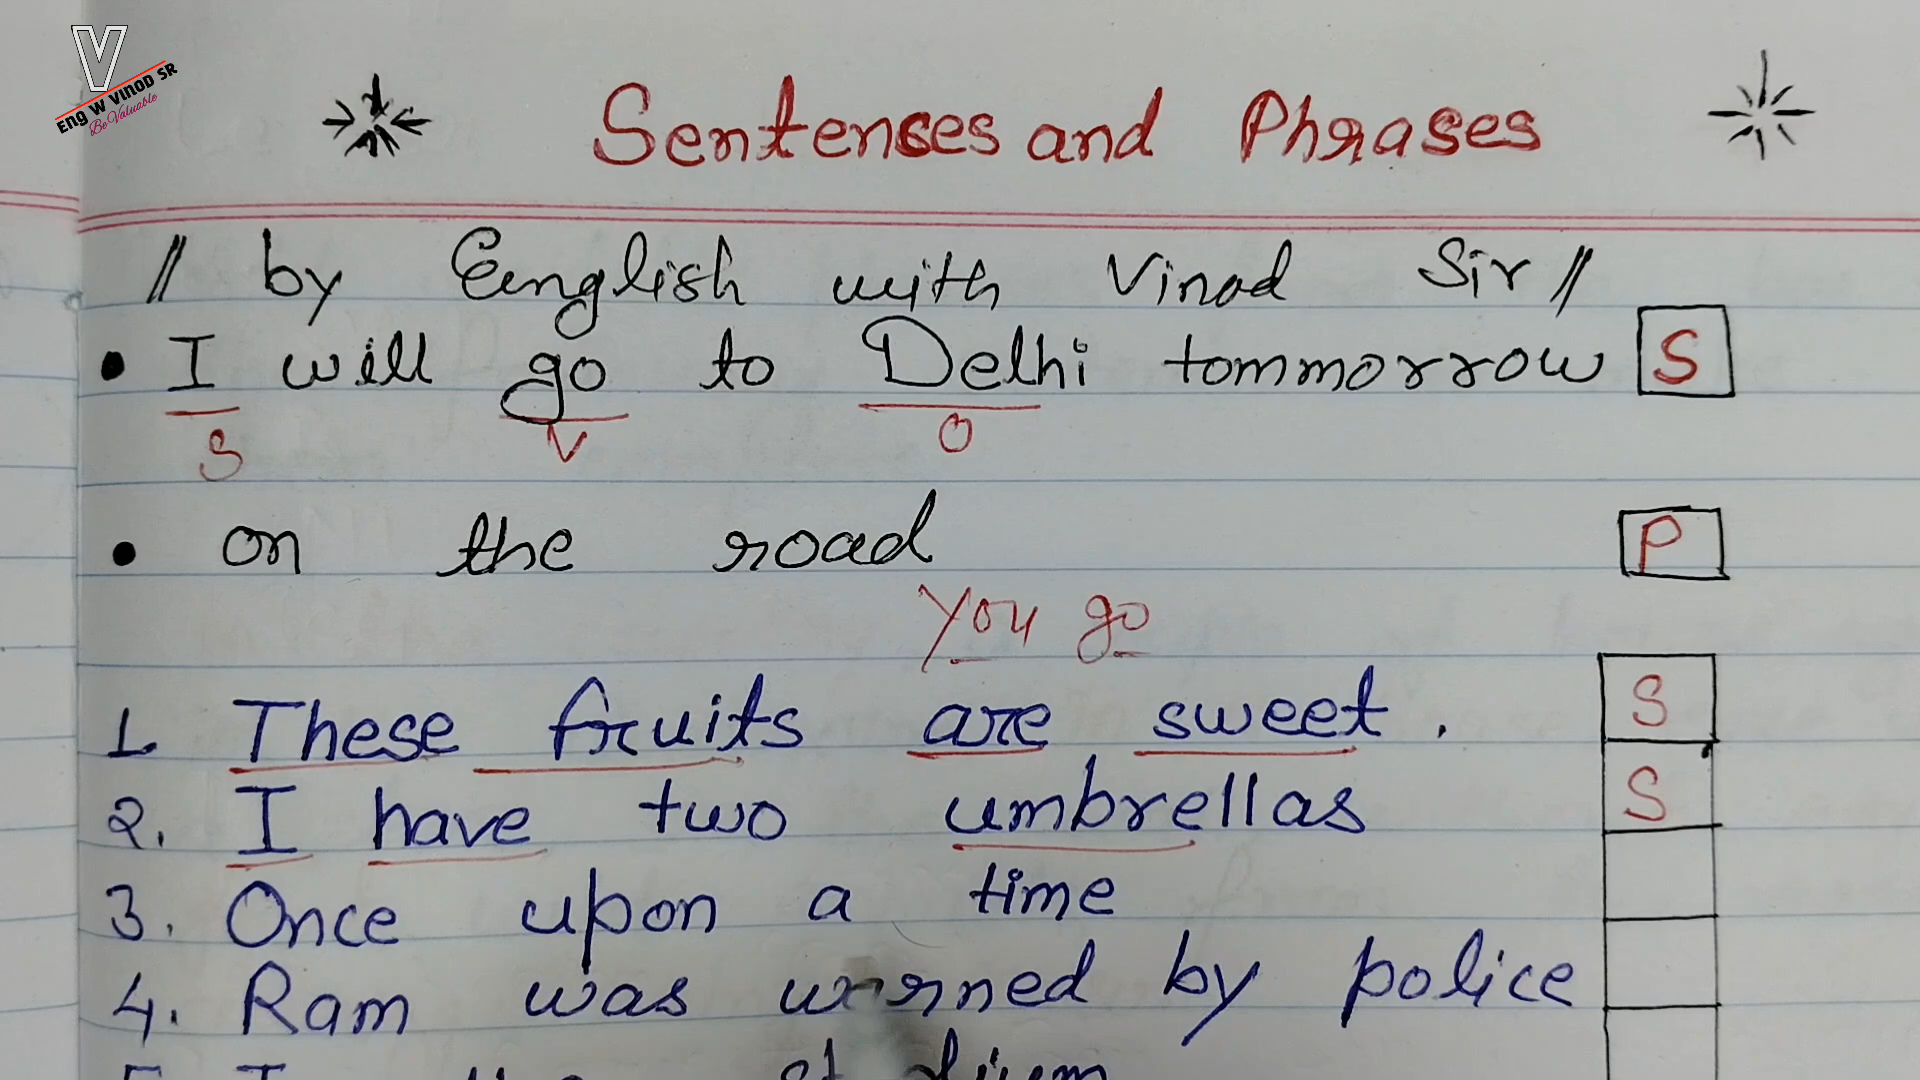 V
Eng W VINOD SR
Be Valuable
Sentenses and Phrases
// by Eenglish with Vinod Sir //
• I will go to Delhi tommorrow S
S V O
• on the road P
You go
1. These fruits are sweet. S
2. I have two umbrellas S
3. Once upon a time
4. Ram was warned by police
5. I